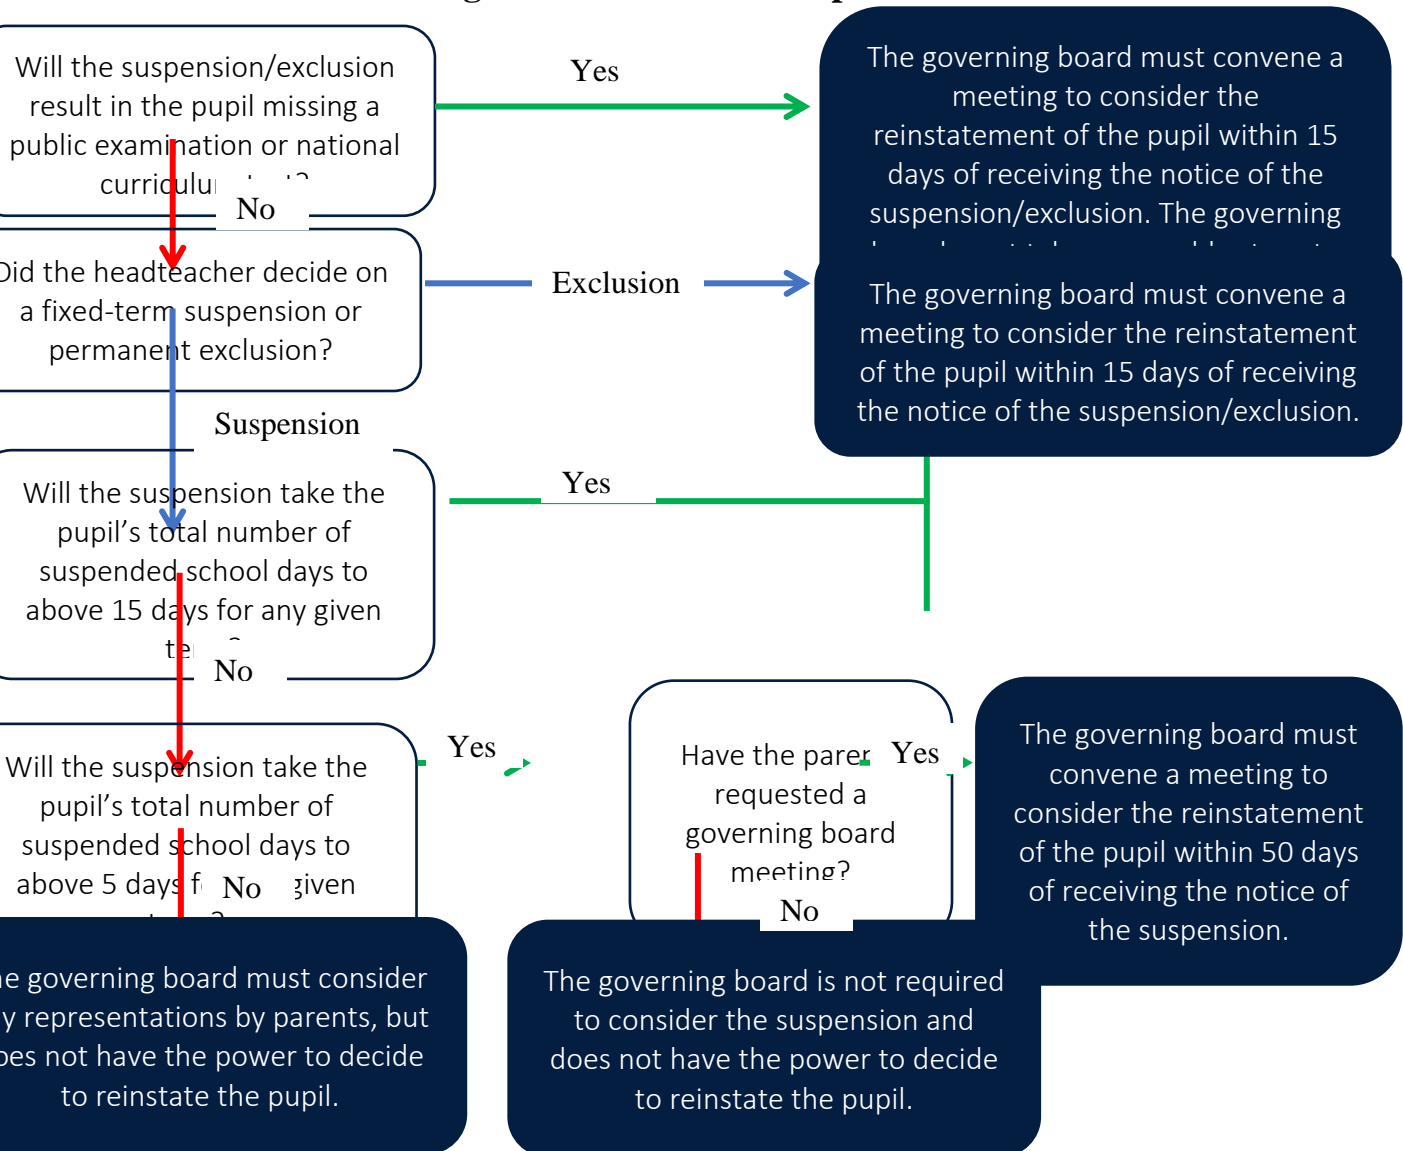 Will the suspension/exclusion
result in the pupil missing a
public examination or national
Yes
No
The governing board must convene a
meeting to consider the
reinstatement of the pupil within 15
days of receiving the notice of the
suspension/exclusion. The governing
Did the headteacher decide on
a fixed-term suspension or
permanent exclusion?
Exclusion
The governing board must convene a
meeting to consider the reinstatement
of the pupil within 15 days of receiving
the notice of the suspension/exclusion.
Suspension
Will the suspension take the
pupil’s total number of
suspended school days to
above 15 days for any given
Yes
No
Will the suspension take the
pupil’s total number of
suspended school days to
above 5 days given
Yes
No
Have the
requested a
governing board
meeting?
Yes
No
The governing board must
convene a meeting to
consider the reinstatement
of the pupil within 50 days
of receiving the notice of
the suspension.
governing board must consider
representations by parents, but
not have the power to decide
to reinstate the pupil.
The governing board is not required
to consider the suspension and
does not have the power to decide
to reinstate the pupil.